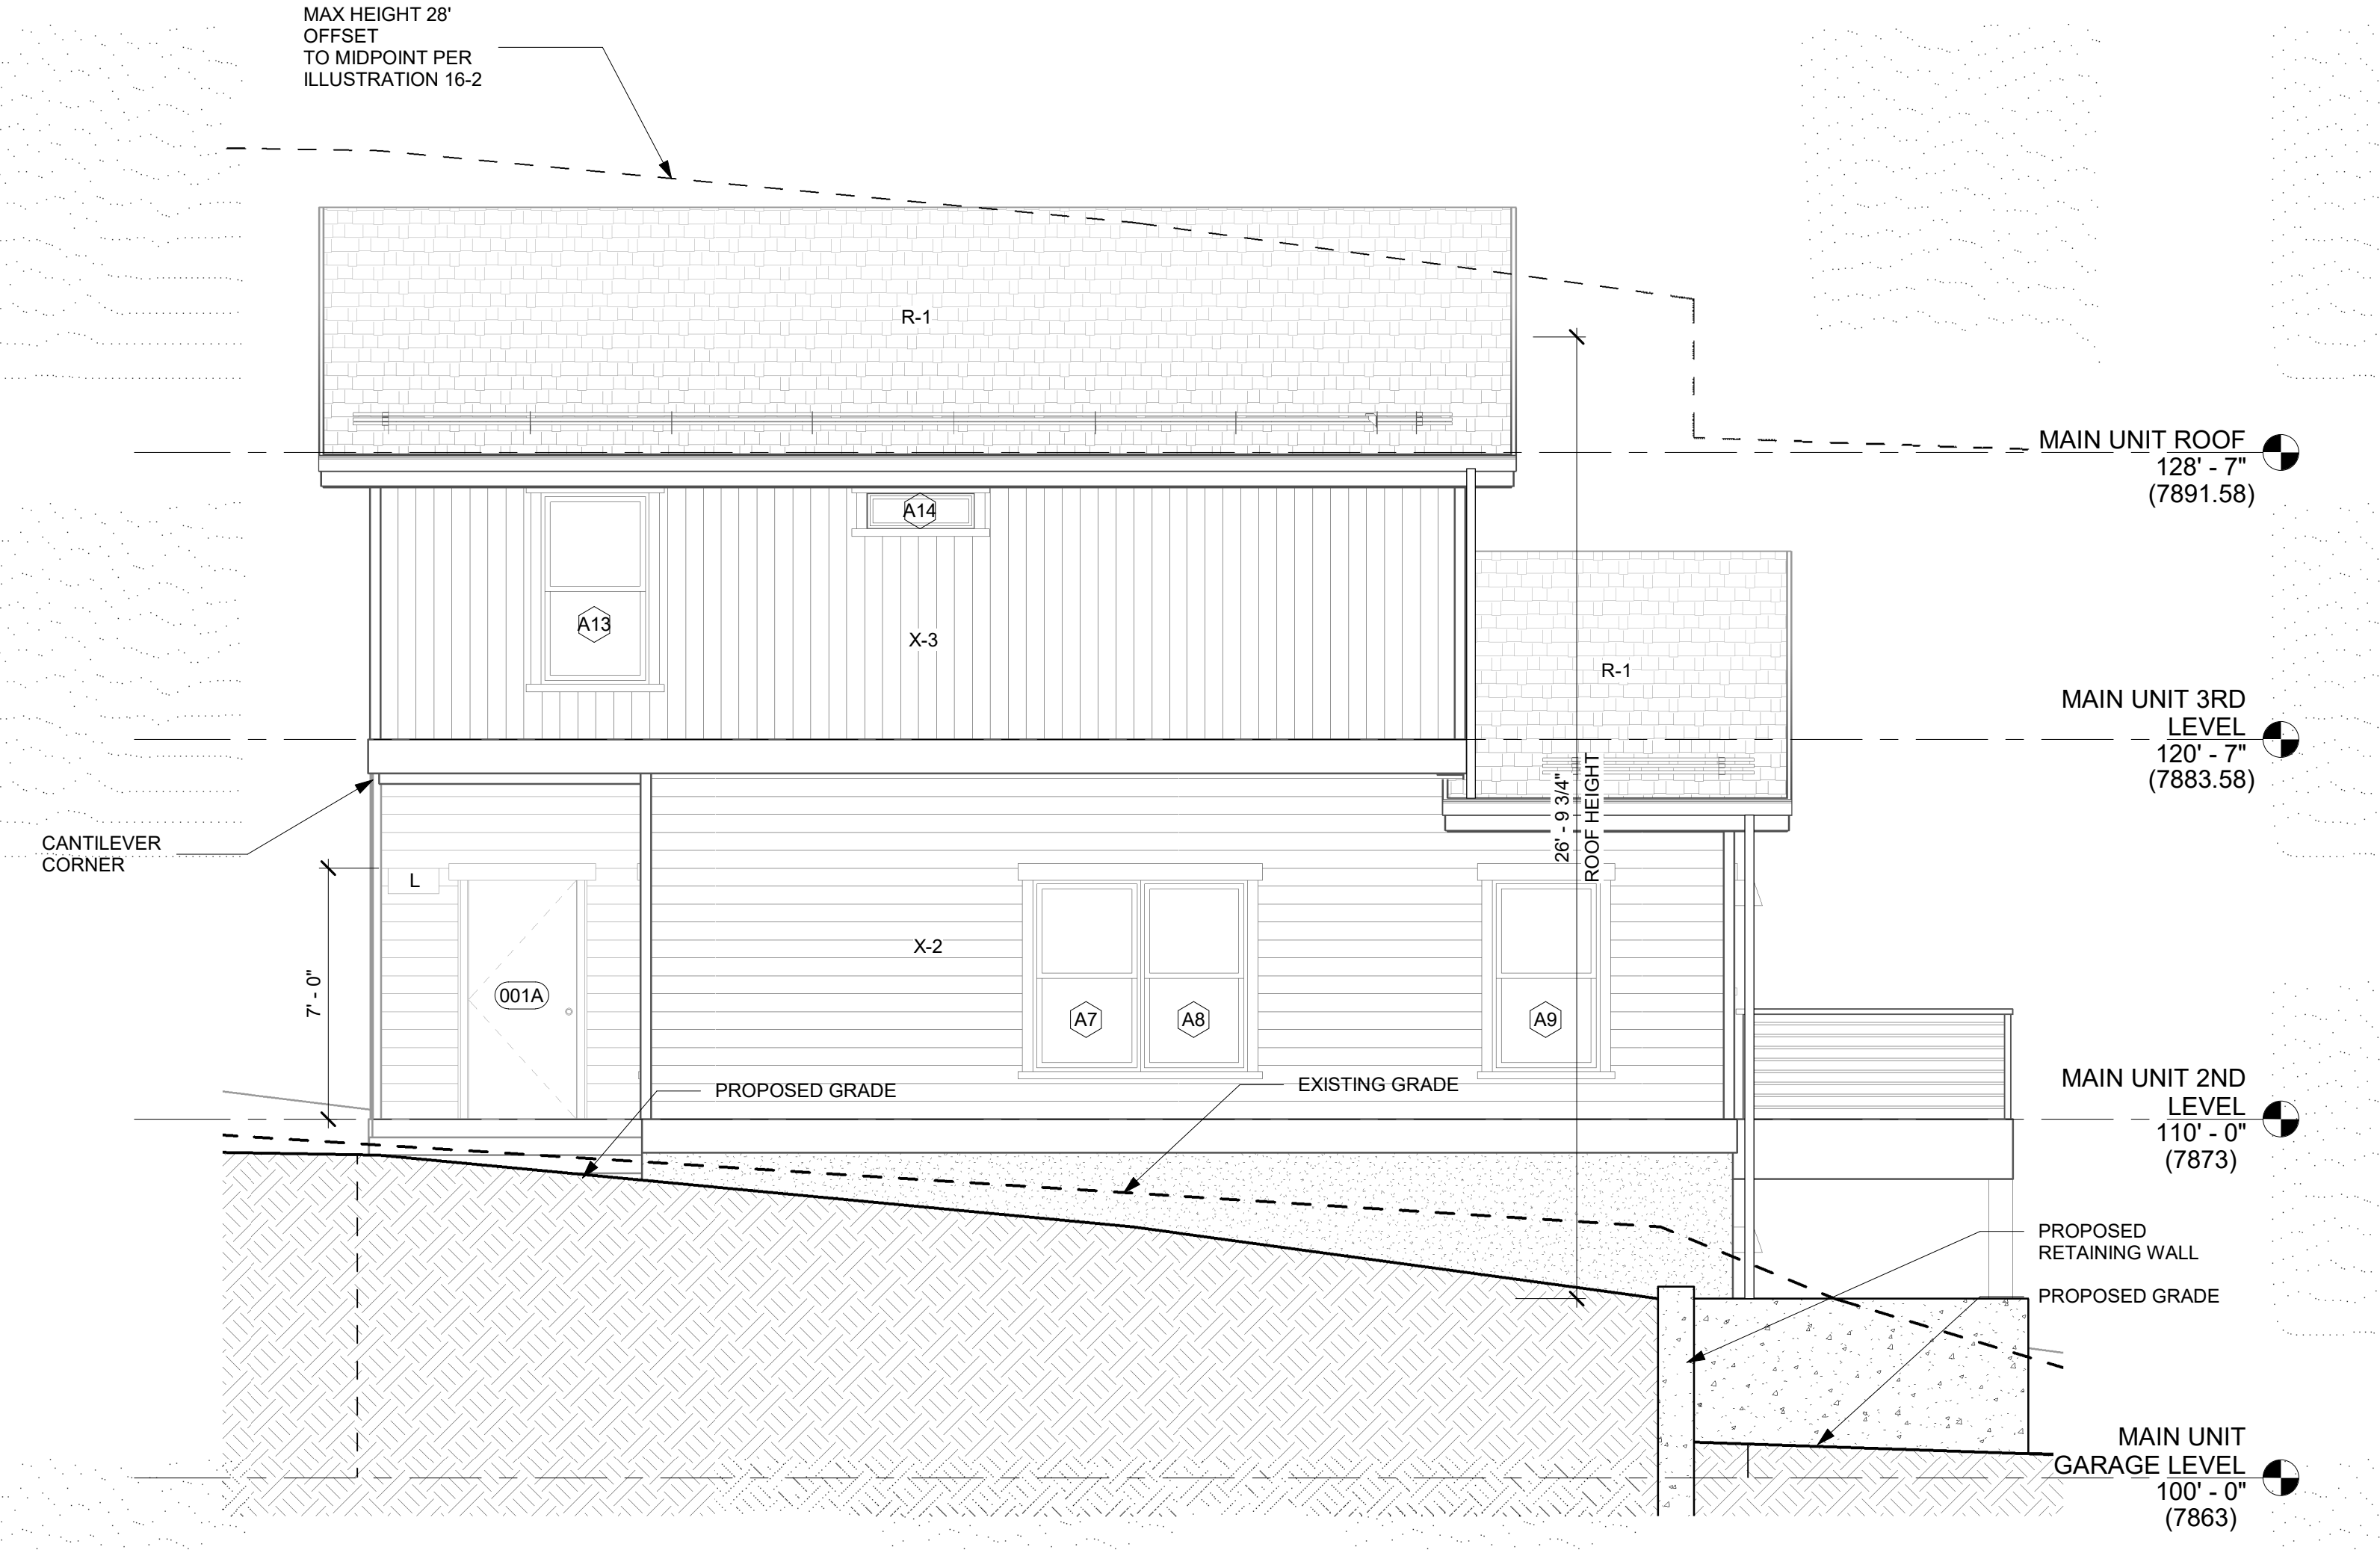 MAX HEIGHT 28'
OFFSET
TO MIDPOINT PER
ILLUSTRATION 16-2
R-1
MAIN UNIT ROOF
128' - 7"
(7891.58)
A14
A13
X-3
R-1
MAIN UNIT 3RD
LEVEL
120' - 7"
(7883.58)
26' - 9 3/4"
ROOF HEIGHT
CANTILEVER
CORNER
L
X-2
7' - 0"
001A
A7
A8
A9
PROPOSED GRADE
EXISTING GRADE
MAIN UNIT 2ND
LEVEL
110' - 0"
(7873)
PROPOSED
RETAINING WALL
PROPOSED GRADE
MAIN UNIT
GARAGE LEVEL
100' - 0"
(7863)